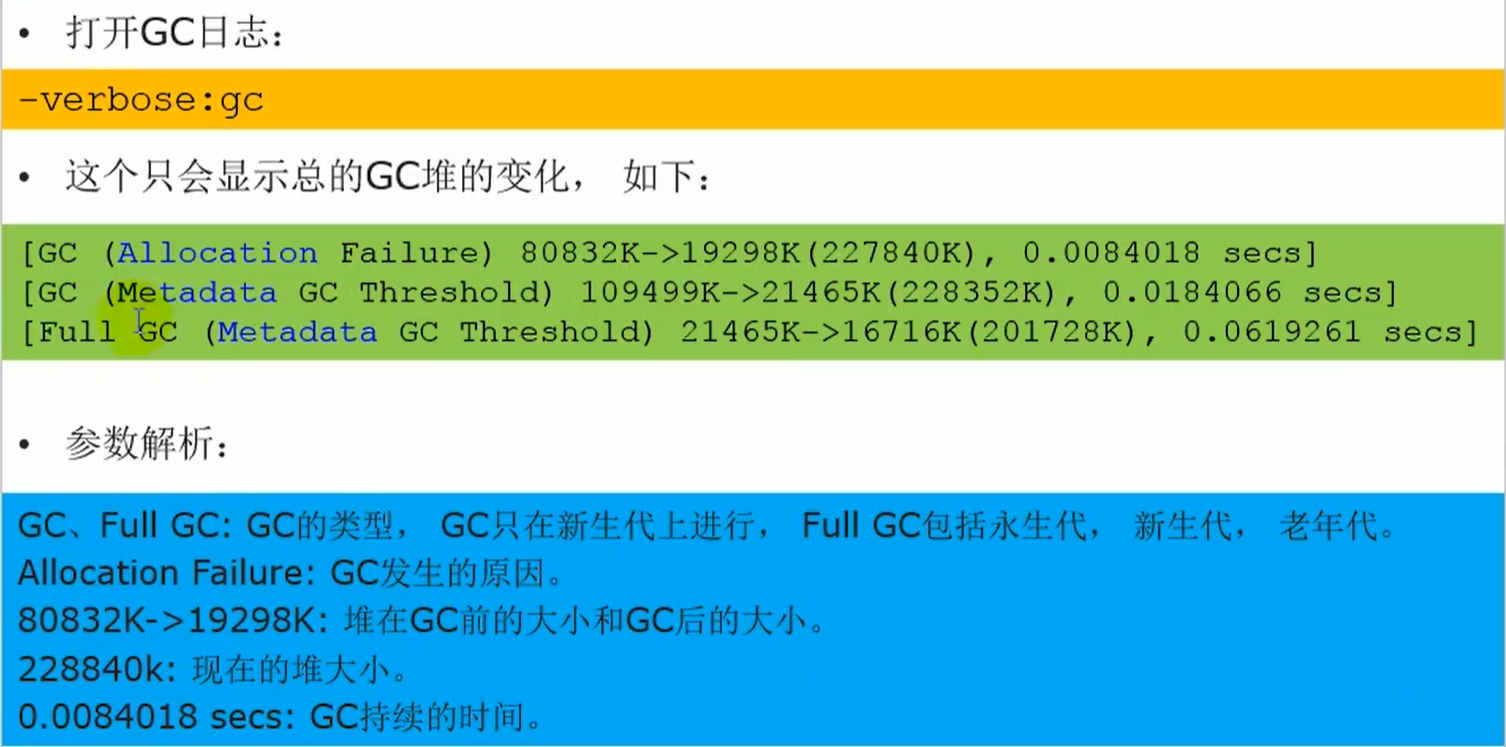 • 打开GC日志：
-verbose:gc
• 这个只会显示总的GC堆的变化， 如下：
[GC (Allocation Failure) 80832K->19298K(227840K), 0.0084018 secs]
[GC (Metadata GC Threshold) 109499K->21465K(228352K), 0.0184066 secs]
[Full GC (Metadata GC Threshold) 21465K->16716K(201728K), 0.0619261 secs]
• 参数解析：
GC、Full GC: GC的类型， GC只在新生代上进行， Full GC包括永生代， 新生代， 老年代。
Allocation Failure: GC发生的原因。
80832K->19298K: 堆在GC前的大小和GC后的大小。
228840k: 现在的堆大小。
0.0084018 secs: GC持续的时间。